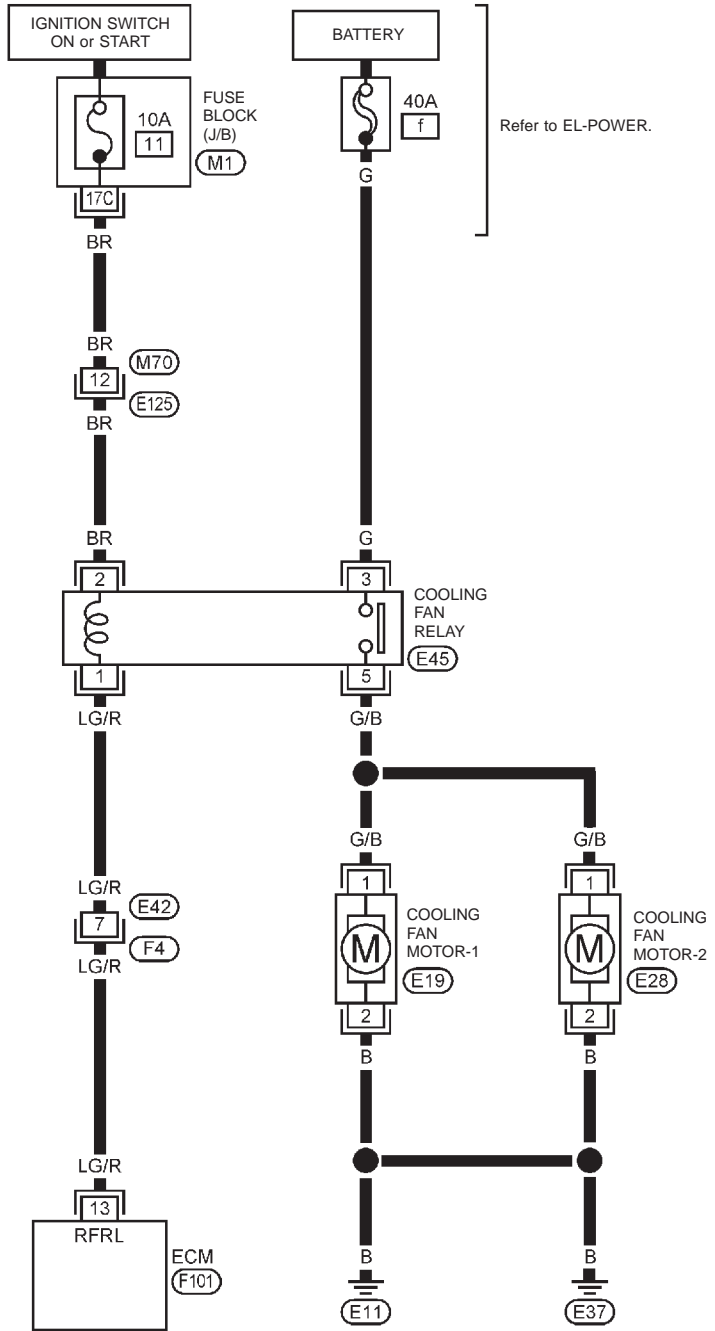 IGNITION SWITCH
ON or START
BATTERY
10A
11
FUSE
BLOCK
(J/B)
M1
40A
f
Refer to EL-POWER.
17C
G
BR
BR
12
M70
E125
BR
BR
G
2
3
COOLING
FAN
RELAY
E45
1
5
LG/R
G/B
G/B
G/B
LG/R
7
E42
F4
LG/R
1
1
M
COOLING
FAN
MOTOR-1
E19
M
COOLING
FAN
MOTOR-2
E28
2
2
B
B
LG/R
13
RFRL
ECM
F101
B
B
E11
E37